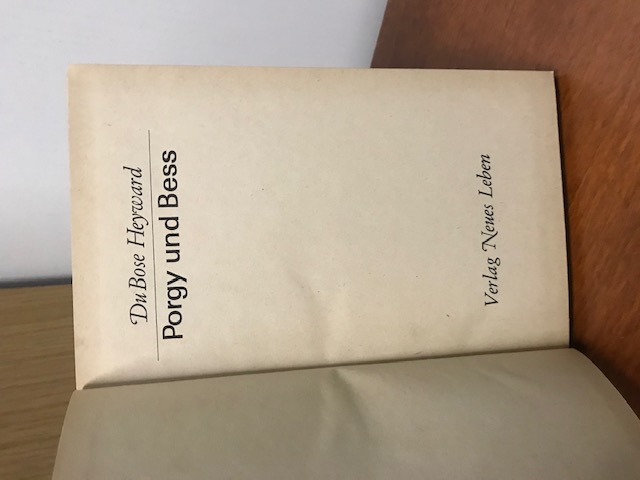 DuBose Heyward
Porgy und Bess
Verlag Neues Leben